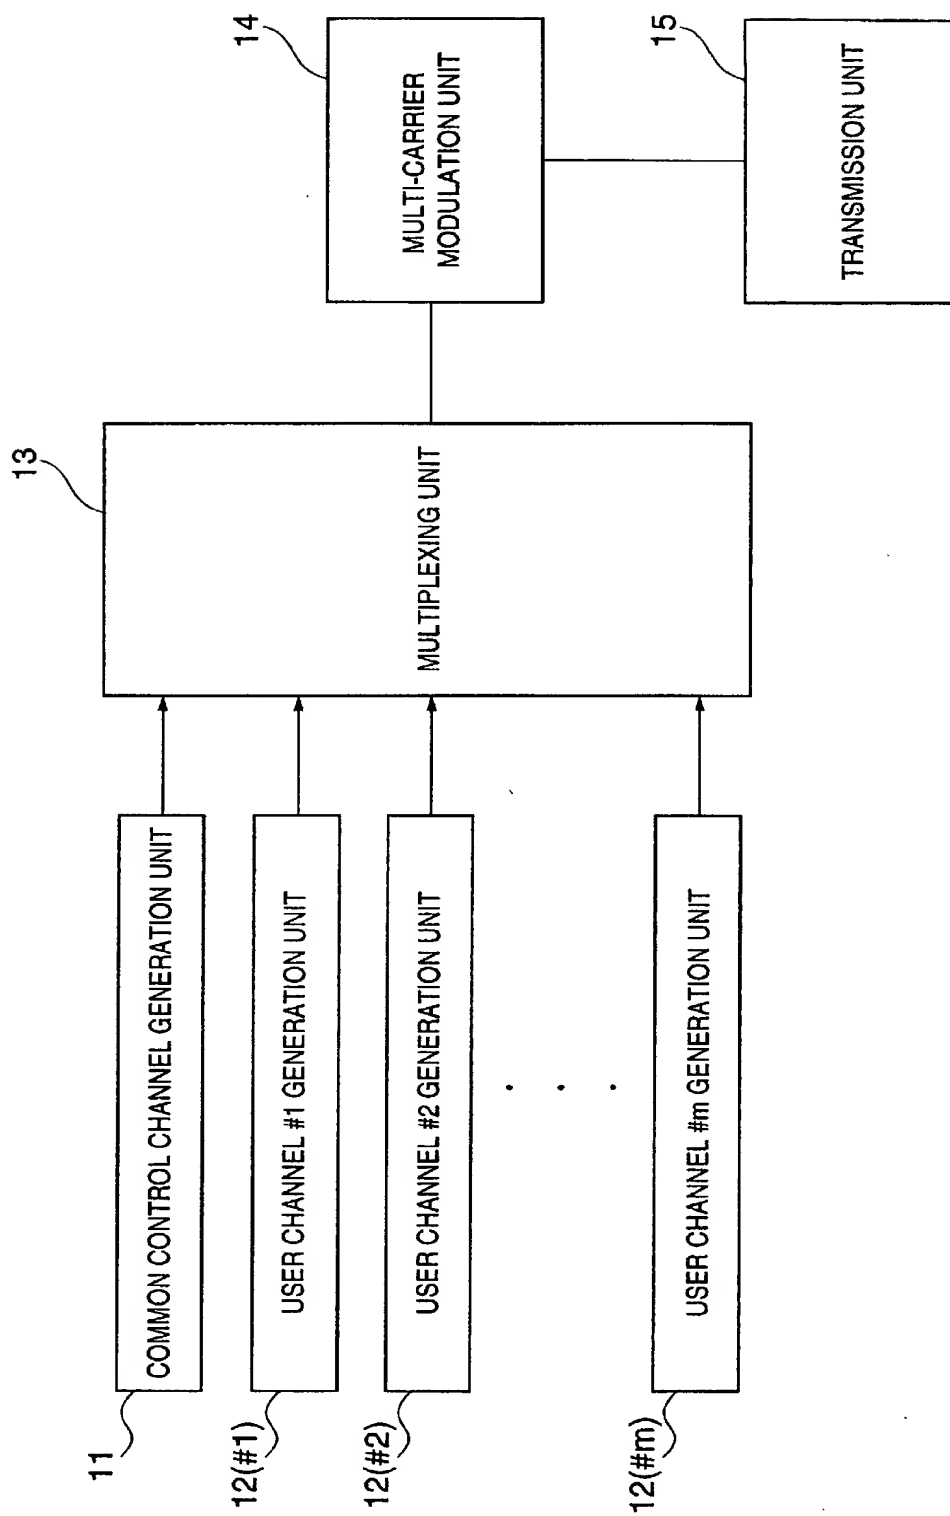 11
COMMON CONTROL CHANNEL GENERATION UNIT
12(#1)
USER CHANNEL #1 GENERATION UNIT
12(#2)
USER CHANNEL #2 GENERATION UNIT
12(#m)
USER CHANNEL #m GENERATION UNIT
13
MULTIPLEXING UNIT
14
MULTI-CARRIER
MODULATION UNIT
15
TRANSMISSION UNIT